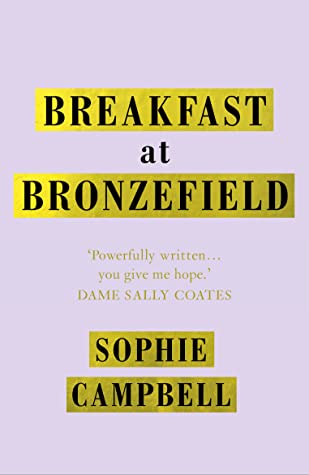 BREAKFAST
at
BRONZEFIELD
‘Powerfully written…
you give me hope.’
DAME SALLY COATES
SOPHIE
CAMPBELL